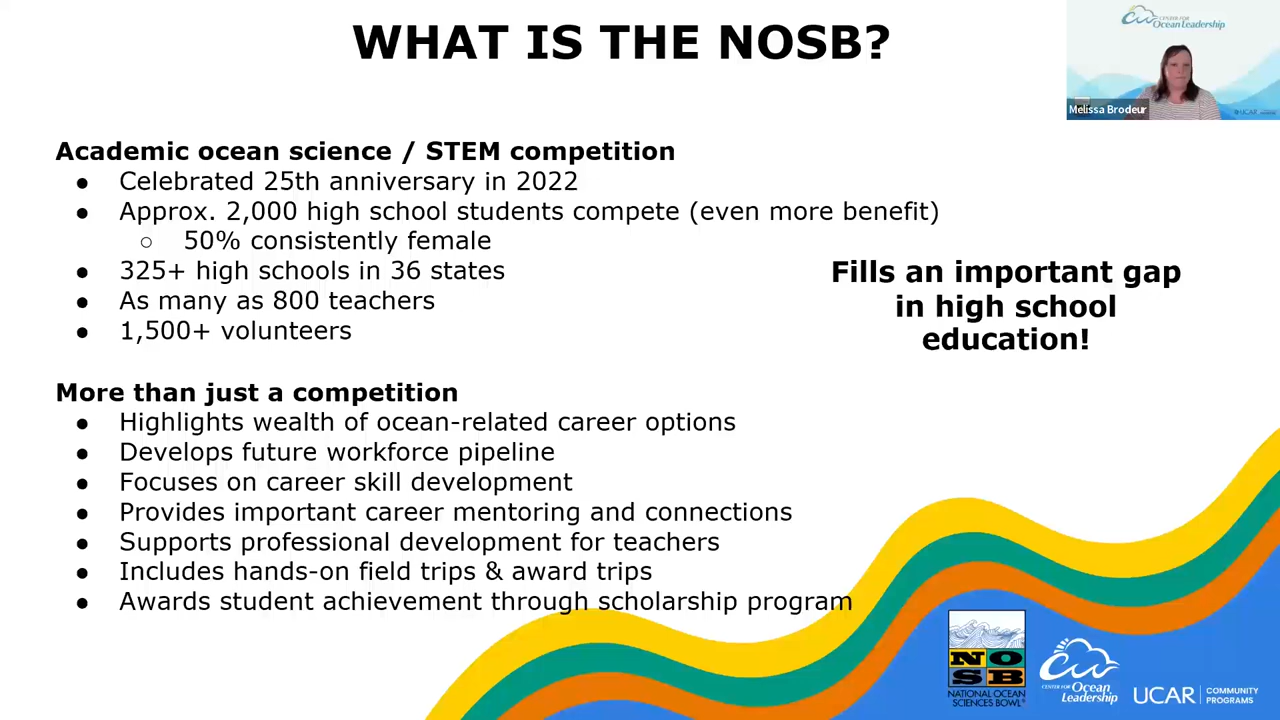 WHAT IS THE NOSB?
CENTER FOR
Ocean Leadership
Melissa Brodeur
UCAR
Academic ocean science / STEM competition
● Celebrated 25th anniversary in 2022
● Approx. 2,000 high school students compete (even more benefit)
○ 50% consistently female
● 325+ high schools in 36 states
● As many as 800 teachers
● 1,500+ volunteers
Fills an important gap
in high school
education!
More than just a competition
● Highlights wealth of ocean-related career options
● Develops future workforce pipeline
● Focuses on career skill development
● Provides important career mentoring and connections
● Supports professional development for teachers
● Includes hands-on field trips & award trips
● Awards student achievement through scholarship program
NO
SB
NATIONAL OCEAN
SCIENCES BOWL®
CENTER FOR
Ocean
Leadership
UCAR
COMMUNITY
PROGRAMS